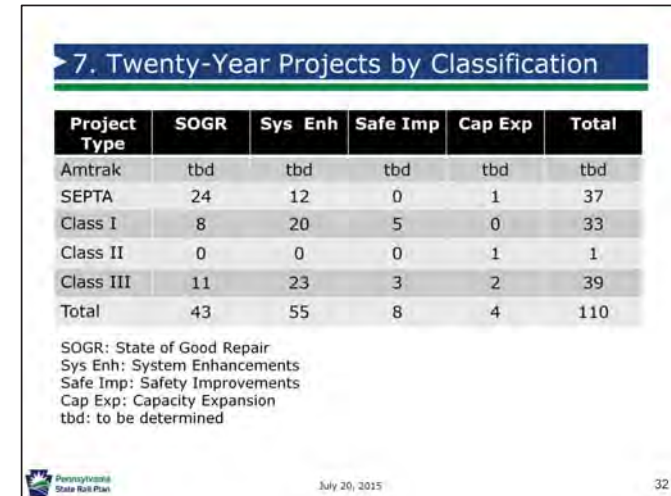 7. Twenty-Year Projects by Classification
Project Type SOGR Sys Enh Safe Imp Cap Exp Total
Amtrak tbd tbd tbd tbd tbd
SEPTA 24 12 0 1 37
Class I 8 20 5 0 33
Class II 0 0 0 1 1
Class III 11 23 3 2 39
Total 43 55 8 4 110
SOGR: State of Good Repair
Sys Enh: System Enhancements
Safe Imp: Safety Improvements
Cap Exp: Capacity Expansion
tbd: to be determined
Pennsylvania
State Rail Plan
July 20, 2015
32